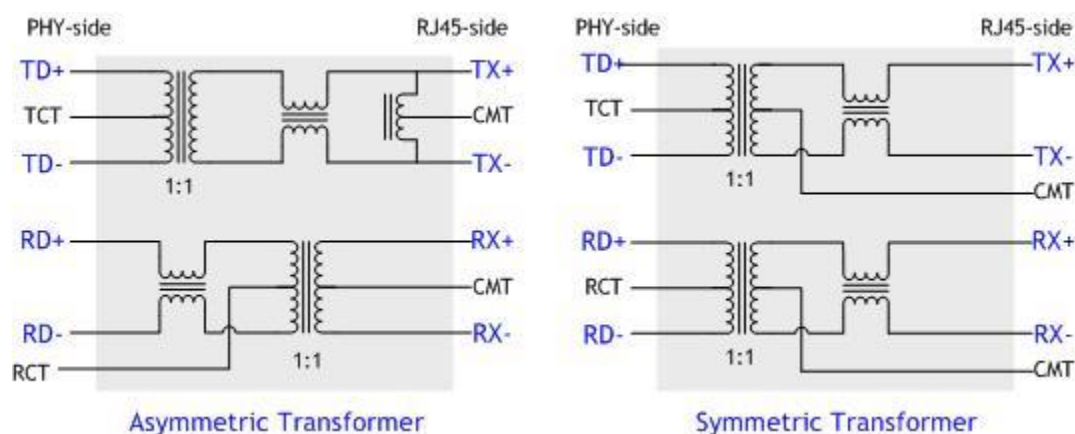 PHY-side RJ45-side
TD+ TX+
TCT CMT
TD- TX-
1:1
RD+ RX+
CMT
RD- RX-
RCT 1:1
Asymmetric Transformer
PHY-side RJ45-side
TD+ TX+
TCT
TD- TX-
1:1 CMT
RD+ RX+
RCT
RD- RX-
1:1 CMT
Symmetric Transformer